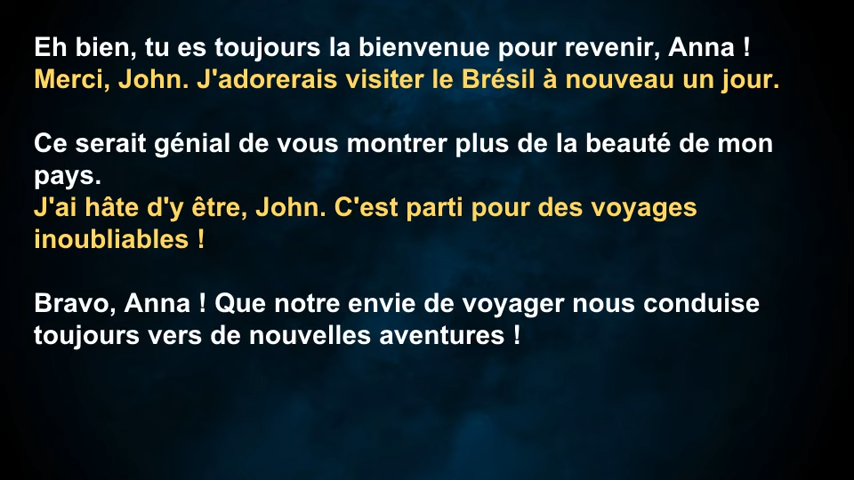 Eh bien, tu es toujours la bienvenue pour revenir, Anna !
Merci, John. J'adorerais visiter le Brésil à nouveau un jour.
Ce serait génial de vous montrer plus de la beauté de mon
pays.
J'ai hâte d'y être, John. C'est parti pour des voyages
inoubliables !
Bravo, Anna ! Que notre envie de voyager nous conduise
toujours vers de nouvelles aventures !